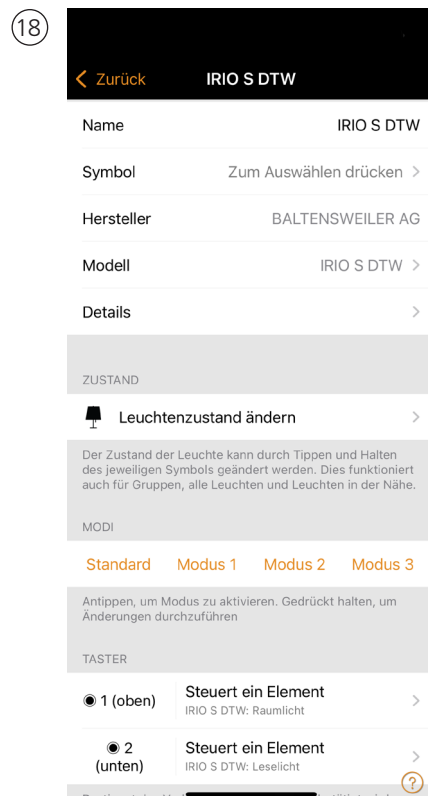 18
Zurück IRIO S DTW
Name IRIO S DTW
Symbol Zum Auswählen drücken
Hersteller BALTENSWEILER AG
Modell IRIO S DTW
Details
ZUSTAND
Leuchtenzustand ändern
Der Zustand der Leuchte kann durch Tippen und Halten
des jeweiligen Symbols geändert werden. Dies funktioniert
auch für Gruppen, alle Leuchten und Leuchten in der Nähe.
MODI
Standard Modus 1 Modus 2 Modus 3
Antippen, um Modus zu aktivieren. Gedrückt halten, um
Änderungen durchzuführen
TASTER
1 (oben) Steuert ein Element
IRIO S DTW: Raumlicht
2 Steuert ein Element
(unten) IRIO S DTW: Leselicht
?